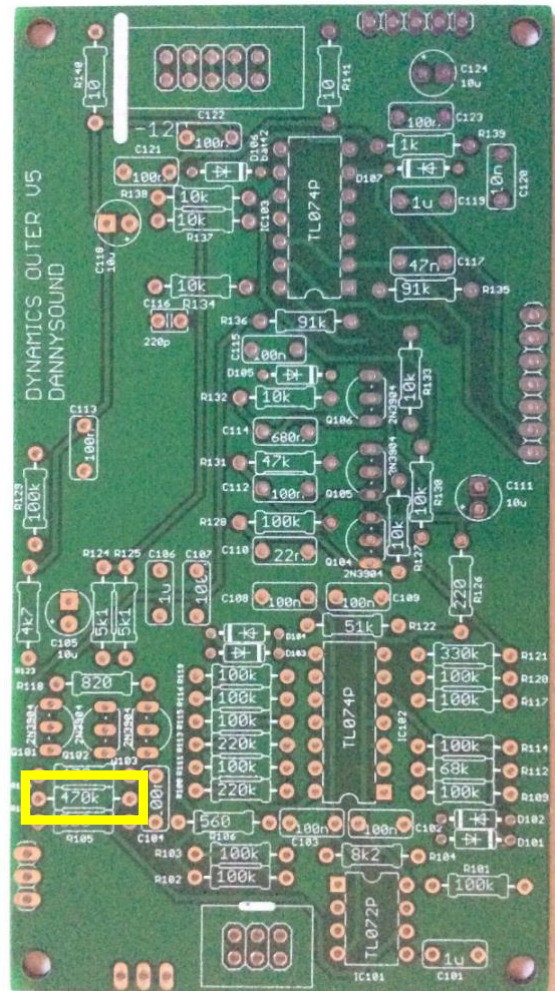 R140
10
-12V
C122
100n
10
R141
C124
10u
C123
100n
C121
100n
D106
bat42
1k
R139
R138
10k
10k
R137
IC103
TL074P
D107
1u
C119
C120
C118
10u
47n
C117
10k
R134
91k
R135
C116
220p
R136
91k
C115
100n
DYNAMICS OUTER V5
DANNYSOUND
D105
R132
10k
Q106
2N3904
10k
R133
C114
680n
C113
100n
R131
47k
2N3904
C112
100n
Q105
10k
R130
C111
10u
R129
100k
R128
100k
C110
22n
Q104
2N3904
10k
R127
220
R126
R124
R125
C106
C107
4k7
R123
C105
10u
5k1
5k1
1u
C108
100n
100n
C109
51k
R122
D104
D103
R118
820
330k
R121
100k
R120
100k
R117
100k
100k
100k
220k
100k
220k
TL074P
IC102
2N3904
2N3904
2N3904
Q101
Q102
Q103
100k
R114
68k
R112
100k
R109
470k
R105
C104
560
R106
100n
C103
100n
C102
D102
D101
R103
100k
8k2
R104
R102
100k
R101
100k
TL072P
IC101
1u
C101